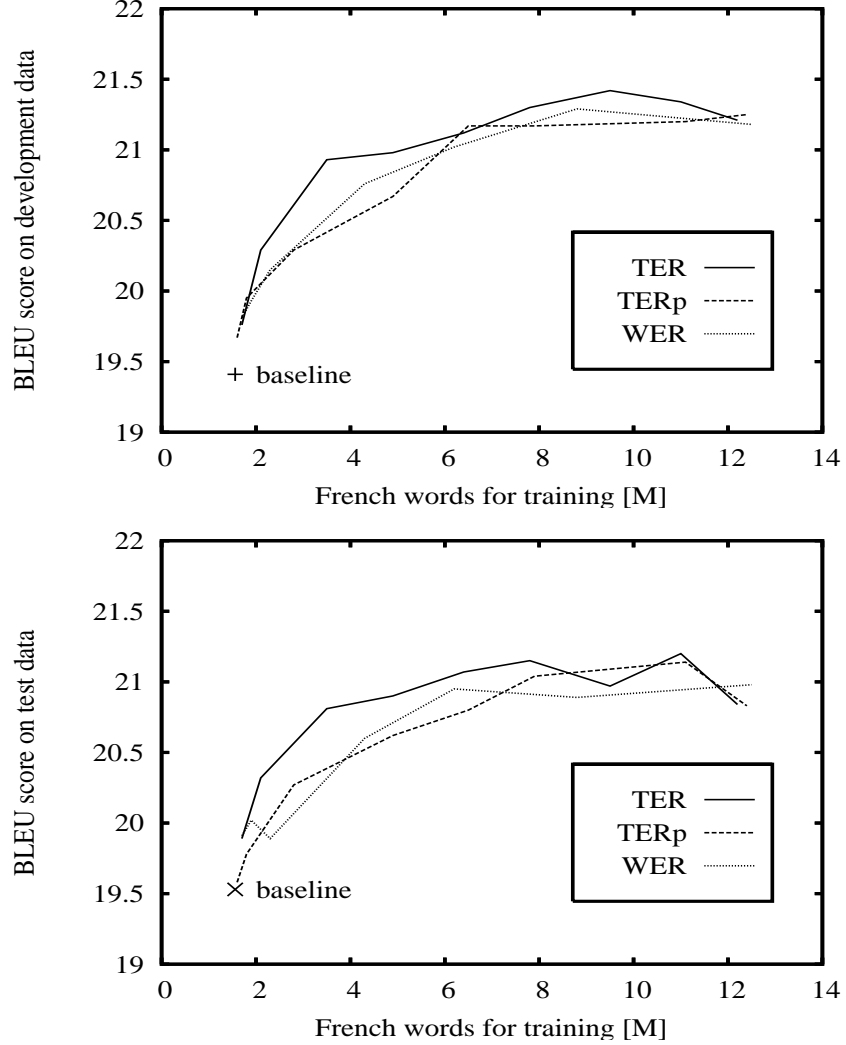 22
21.5
21
20.5
20
19.5
19
BLEU score on development data
TER
TERp
WER
baseline
0 2 4 6 8 10 12 14
French words for training [M]
22
21.5
21
20.5
20
19.5
19
BLEU score on test data
TER
TERp
WER
baseline
0 2 4 6 8 10 12 14
French words for training [M]